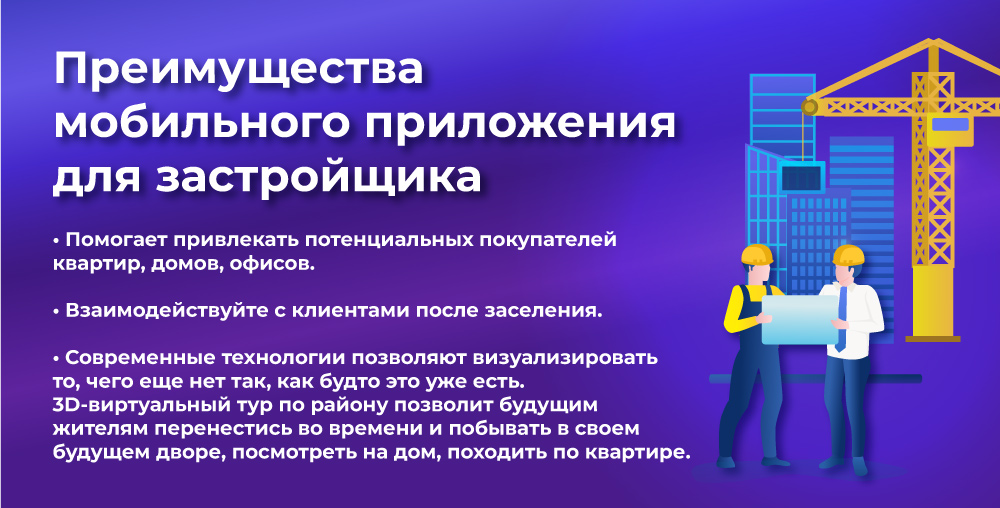 Преимущества
мобильного приложения
для застройщика
• Помогает привлекать потенциальных покупателей
квартир, домов, офисов.
• Взаимодействуйте с клиентами после заселения.
• Современные технологии позволяют визуализировать
то, чего еще нет так, как будто это уже есть.
3D-виртуальный тур по району позволит будущим
жителям перенестись во времени и побывать в своем
будущем дворе, посмотреть на дом, походить по квартире.